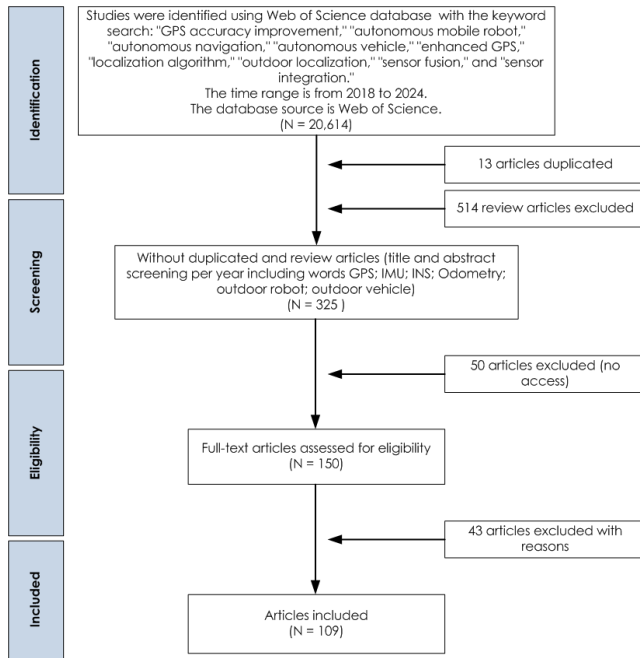 Identification
Studies were identified using Web of Science database with the keyword
search: "GPS accuracy improvement," "autonomous mobile robot,"
"autonomous navigation," "autonomous vehicle," "enhanced GPS,"
"localization algorithm," "outdoor localization," "sensor fusion," and "sensor
integration."
The time range is from 2018 to 2024.
The database source is Web of Science.
(N = 20,614)
13 articles duplicated
514 review articles excluded
Screening
Without duplicated and review articles (title and abstract
screening per year including words GPS; IMU; INS; Odometry;
outdoor robot; outdoor vehicle)
(N = 325 )
50 articles excluded (no
access)
Eligibility
Full-text articles assessed for eligibility
(N = 150)
43 articles excluded with
reasons
Included
Articles included
(N = 109)